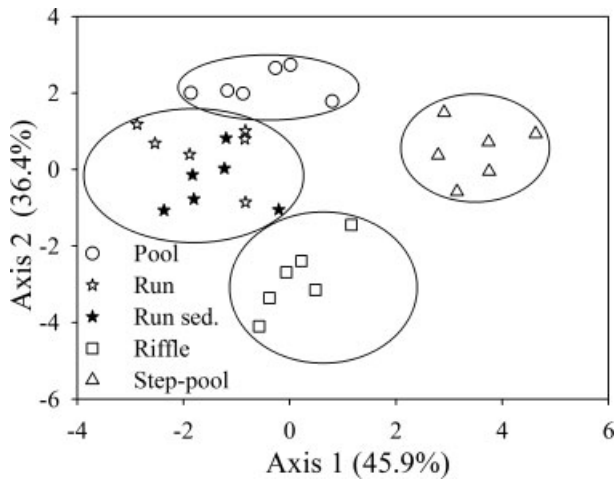 4
2
0
-2
-4
-6
Axis 2 (36.4%)
Pool
Run
Run sed.
Riffle
Step-pool
-4 -2 0 2 4 6
Axis 1 (45.9%)